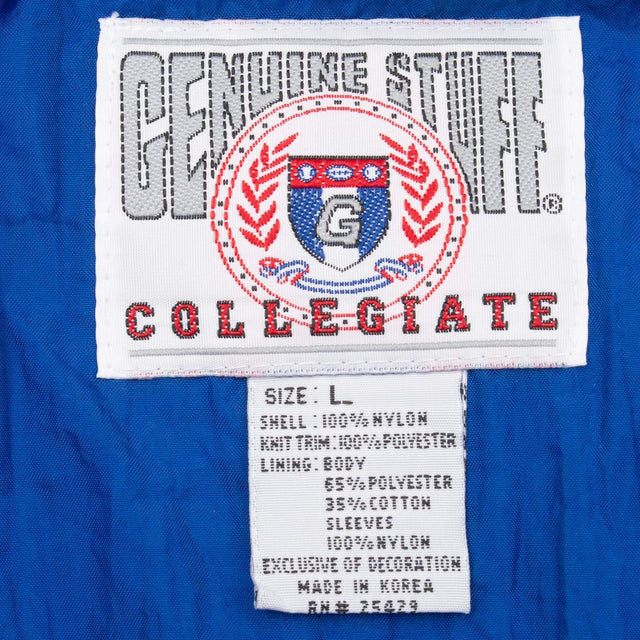 GENUINE STUFF
®
G
COLLEGIATE
SIZE: L
SHELL: 100% NYLON
KNIT TRIM: 100% POLYESTER
LINING: BODY
65% POLYESTER
35% COTTON
SLEEVES
100% NYLON
EXCLUSIVE OF DECORATION
MADE IN KOREA
RN# 25429